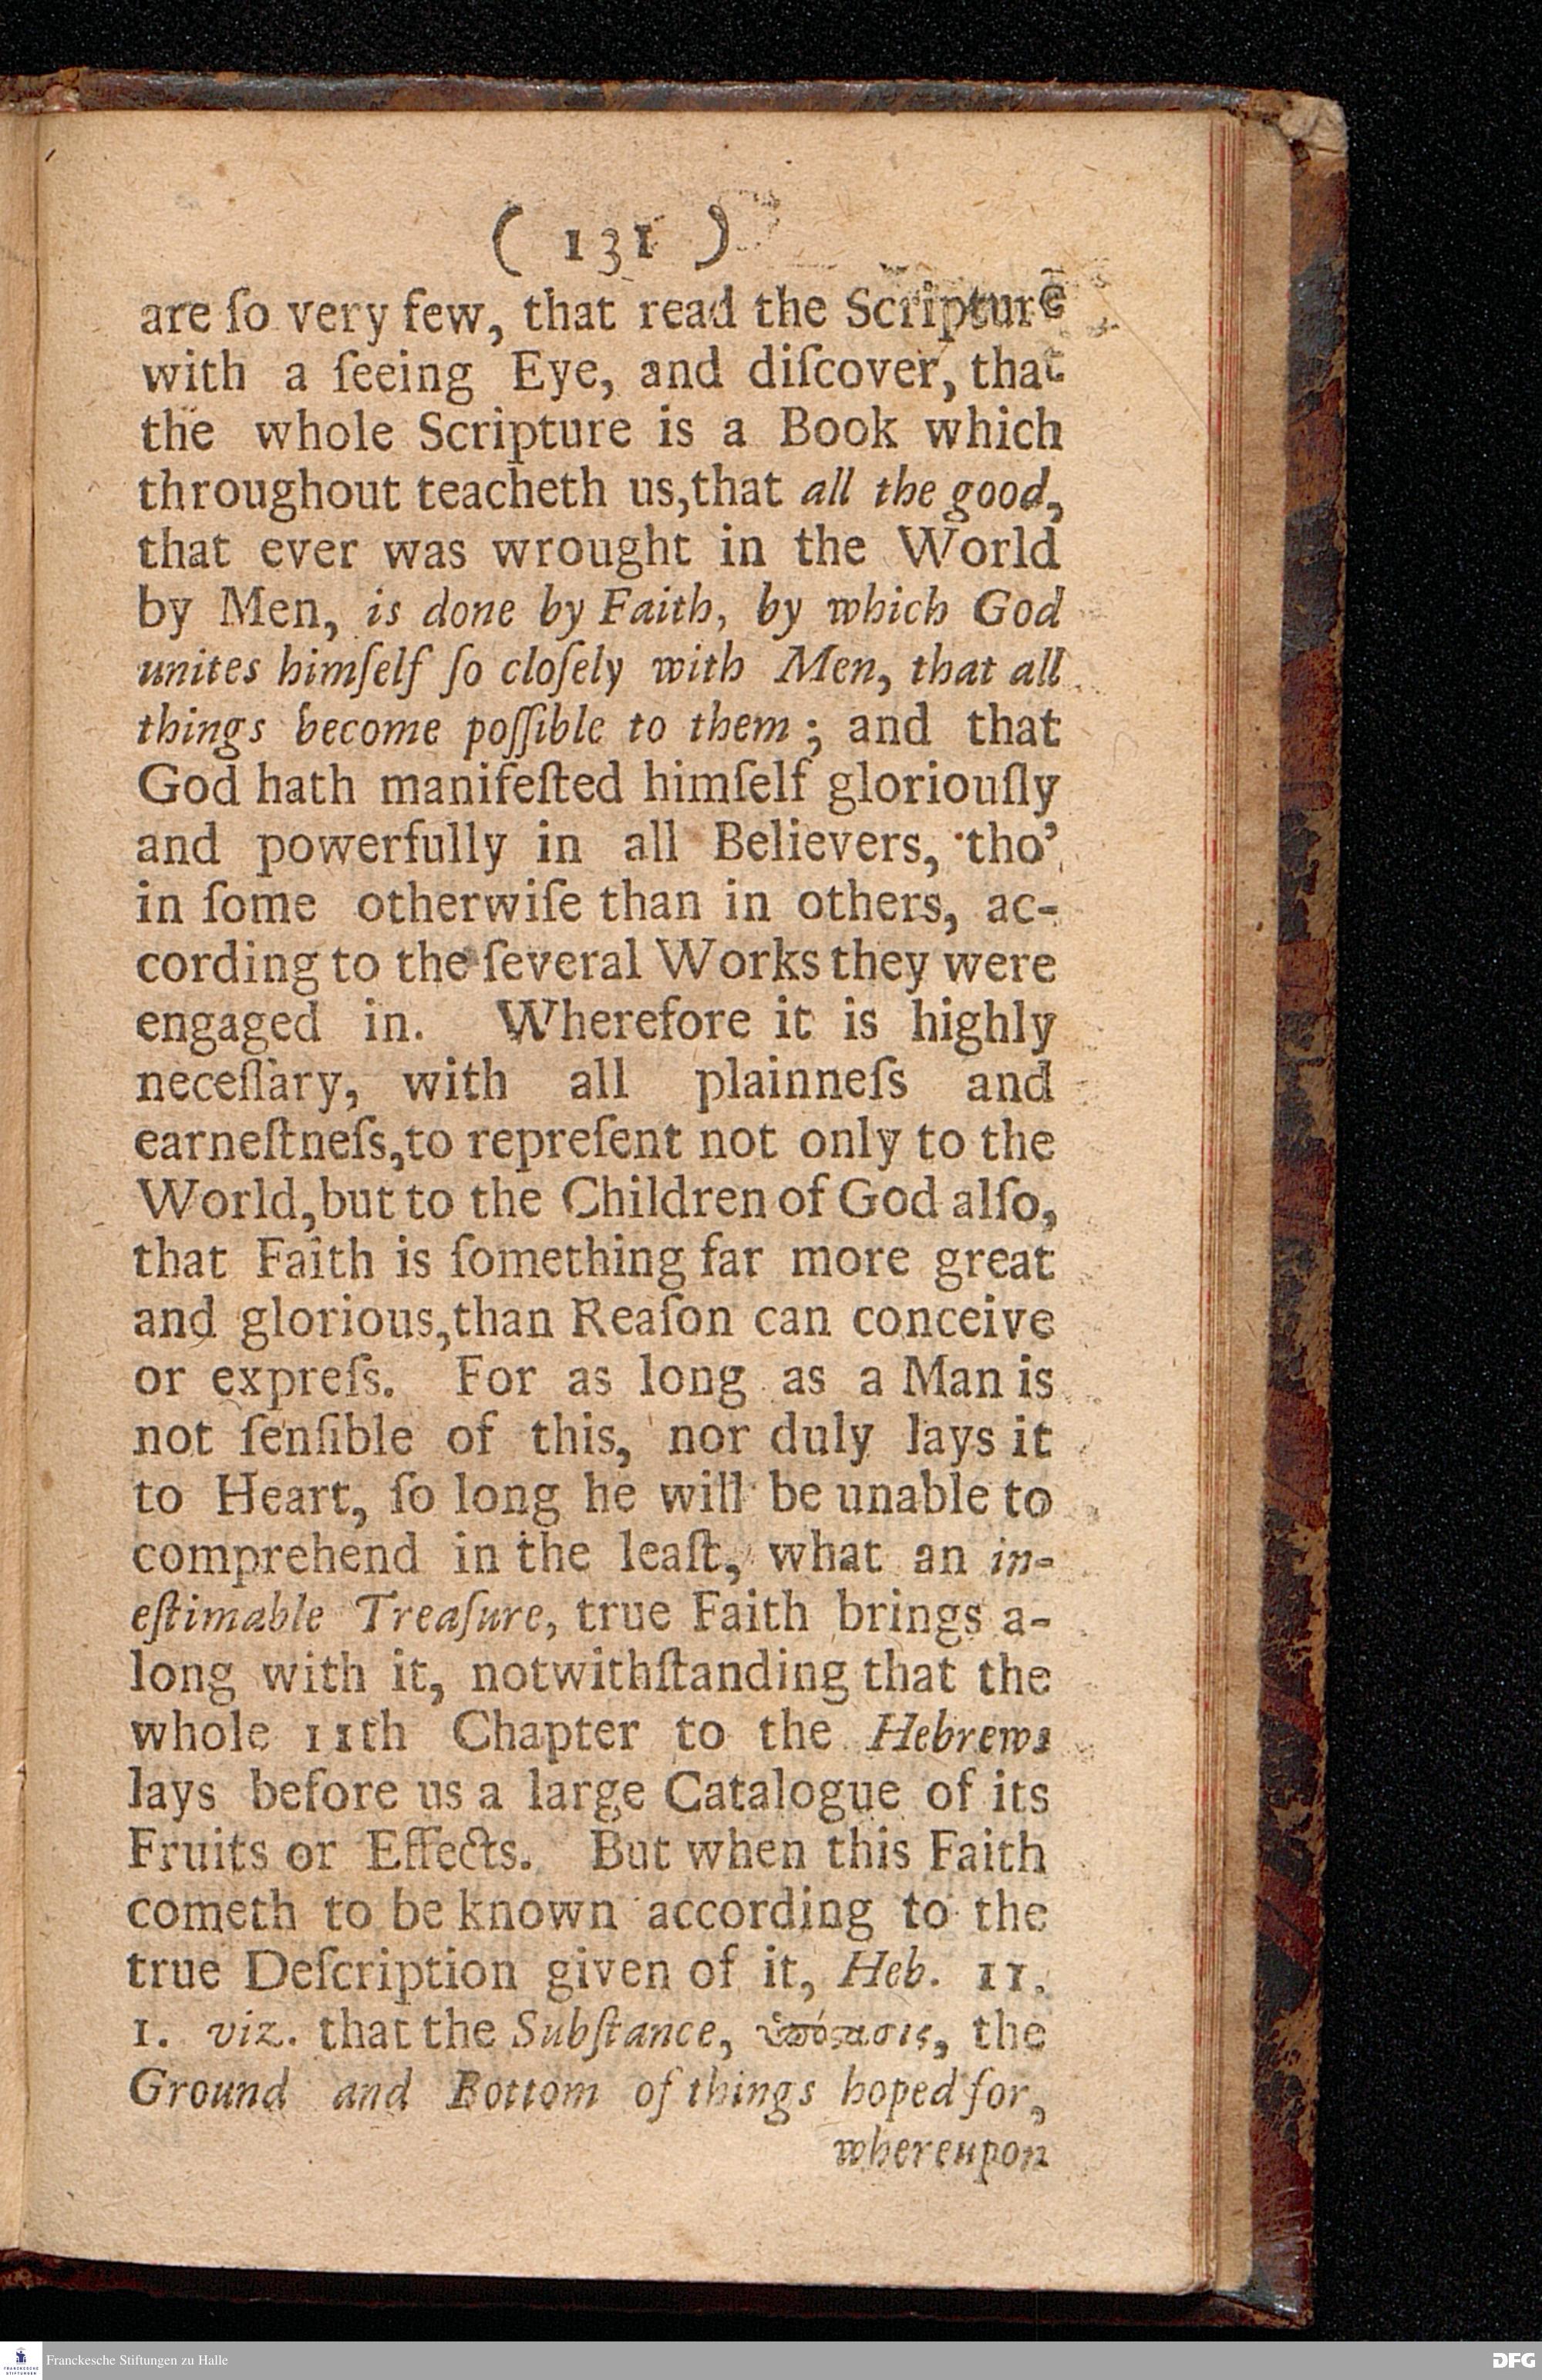 ( 131 )
are ſo very few, that read the Scripture
with a ſeeing Eye, and diſcover, that
the whole Scripture is a Book which
throughout teacheth us,that all the good,
that ever was wrought in the World
by Men, is done by Faith, by which God
unites himſelf ſo cloſely with Men, that all
things become poſſible to them ; and that
God hath manifeſted himſelf gloriouſly
and powerfully in all Believers, tho'
in ſome otherwiſe than in others, ac-
cording to the ſeveral Works they were
engaged in. Wherefore it is highly
neceſſary, with all plainneſs and
earneſtneſs,to repreſent not only to the
World,but to the Children of God alſo,
that Faith is ſomething far more great
and glorious,than Reaſon can conceive
or expreſs. For as long as a Man is
not ſenſible of this, nor duly lays it
to Heart, ſo long he will be unable to
comprehend in the leaſt, what an in-
eſtimable Treaſure, true Faith brings a-
long with it, notwithſtanding that the
whole 11th Chapter to the Hebrews
lays before us a large Catalogue of its
Fruits or Effects. But when this Faith
cometh to be known according to the
true Deſcription given of it, Heb. 11.
1. viz. that the Subſtance, ὑπόςασις, the
Ground and Bottom of things hoped for,
whereupon
FRANCKESCHE
STIFTUNGEN
Franckesche Stiftungen zu Halle
DFG